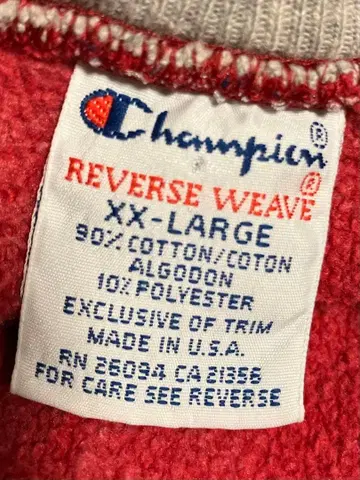 Champion®
REVERSE WEAVE®
XX-LARGE
90% COTTON/COTON
ALGODON
10% POLYESTER
EXCLUSIVE OF TRIM
MADE IN U.S.A.
RN 26094 CA 21356
FOR CARE SEE REVERSE